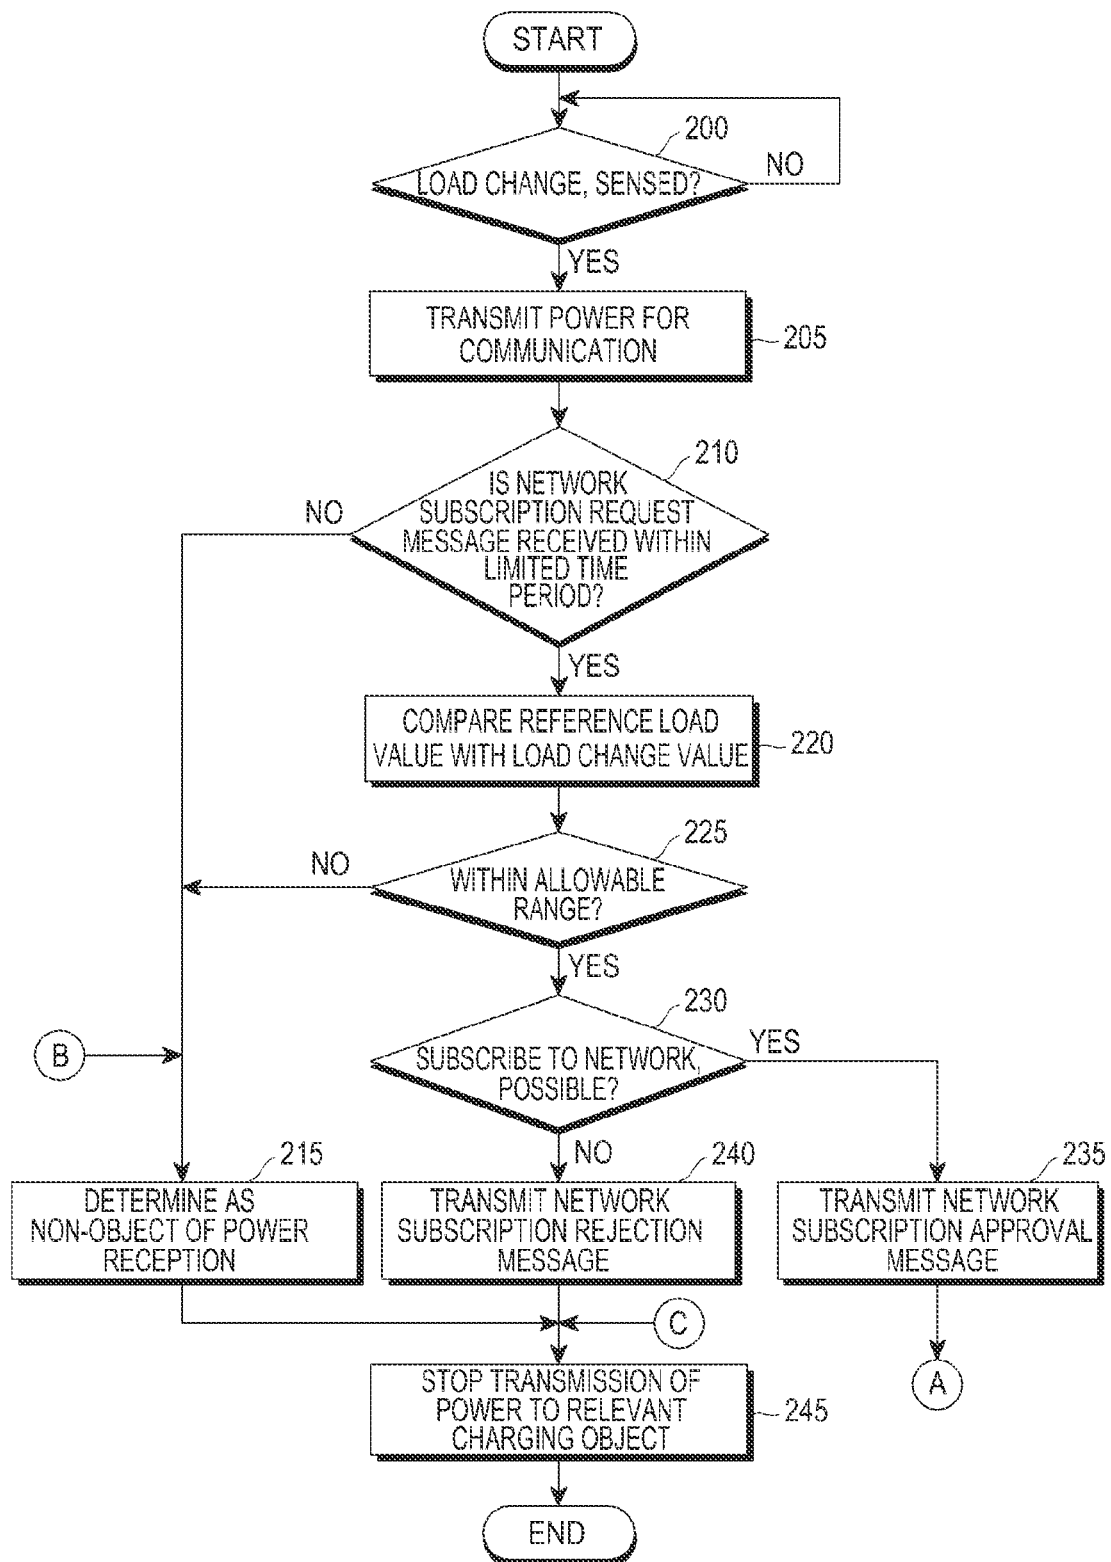 START
200
LOAD CHANGE, SENSED?
NO
YES
TRANSMIT POWER FOR
COMMUNICATION
205
210
IS NETWORK
SUBSCRIPTION REQUEST
MESSAGE RECEIVED WITHIN
LIMITED TIME
PERIOD?
NO
YES
COMPARE REFERENCE LOAD
VALUE WITH LOAD CHANGE VALUE
220
225
WITHIN ALLOWABLE
RANGE?
NO
YES
230
SUBSCRIBE TO NETWORK,
POSSIBLE?
YES
B
NO
215
DETERMINE AS
NON-OBJECT OF POWER
RECEPTION
240
TRANSMIT NETWORK
SUBSCRIPTION REJECTION
MESSAGE
235
TRANSMIT NETWORK
SUBSCRIPTION APPROVAL
MESSAGE
C
A
STOP TRANSMISSION OF
POWER TO RELEVANT
CHARGING OBJECT
245
END